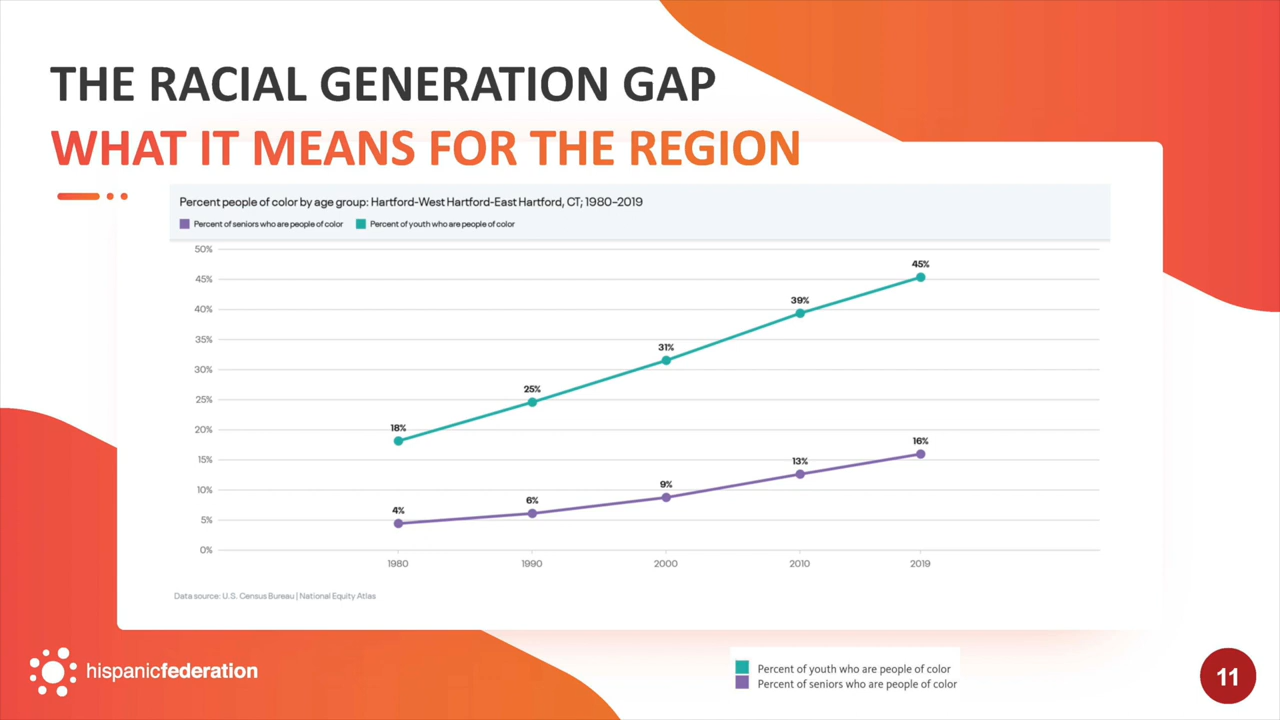 THE RACIAL GENERATION GAP
WHAT IT MEANS FOR THE REGION
Percent people of color by age group: Hartford-West Hartford-East Hartford, CT; 1980–2019
Percent of seniors who are people of color Percent of youth who are people of color
50%
45%
40%
35%
30%
25%
20%
15%
10%
5%
0%
18%
25%
31%
39%
45%
4%
6%
9%
13%
16%
1980 1990 2000 2010 2019
Data source: U.S. Census Bureau | National Equity Atlas
hispanicfederation
Percent of youth who are people of color
Percent of seniors who are people of color
11